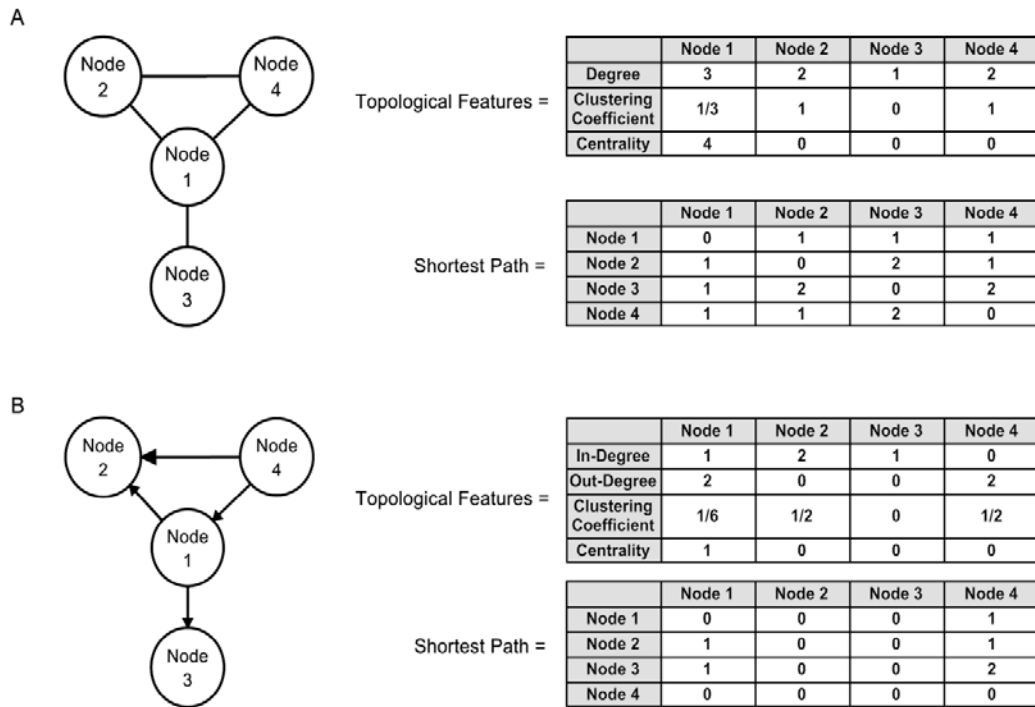 A
Node
2
Node
4
Node
1
Node
3
Topological Features =
Node 1 Node 2 Node 3 Node 4
Degree 3 2 1 2
Clustering
Coefficient 1/3 1 0 1
Centrality 4 0 0 0
Shortest Path =
Node 1 Node 2 Node 3 Node 4
Node 1 0 1 1 1
Node 2 1 0 2 1
Node 3 1 2 0 2
Node 4 1 1 2 0
B
Node
2
Node
4
Node
1
Node
3
Topological Features =
Node 1 Node 2 Node 3 Node 4
In-Degree 1 2 1 0
Out-Degree 2 0 0 2
Clustering
Coefficient 1/6 1/2 0 1/2
Centrality 1 0 0 0
Shortest Path =
Node 1 Node 2 Node 3 Node 4
Node 1 0 0 0 1
Node 2 1 0 0 1
Node 3 1 0 0 2
Node 4 0 0 0 0